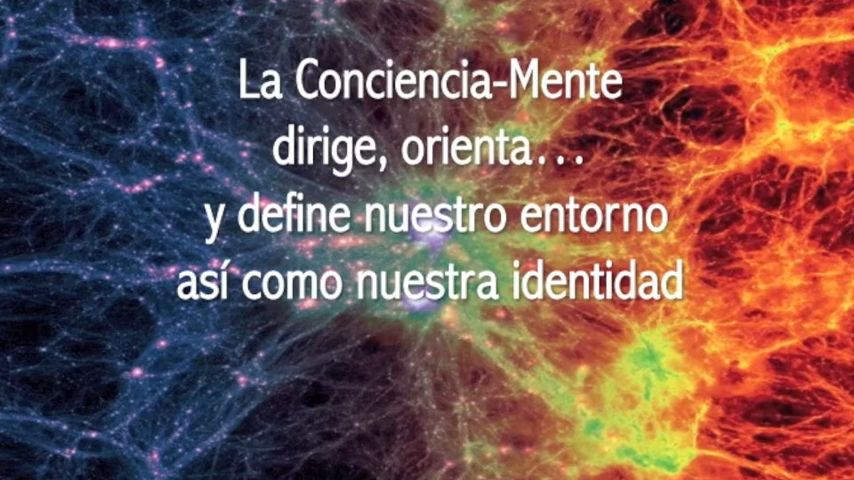 La Conciencia-Mente
dirige, orienta...
y define nuestro entorno
así como nuestra identidad